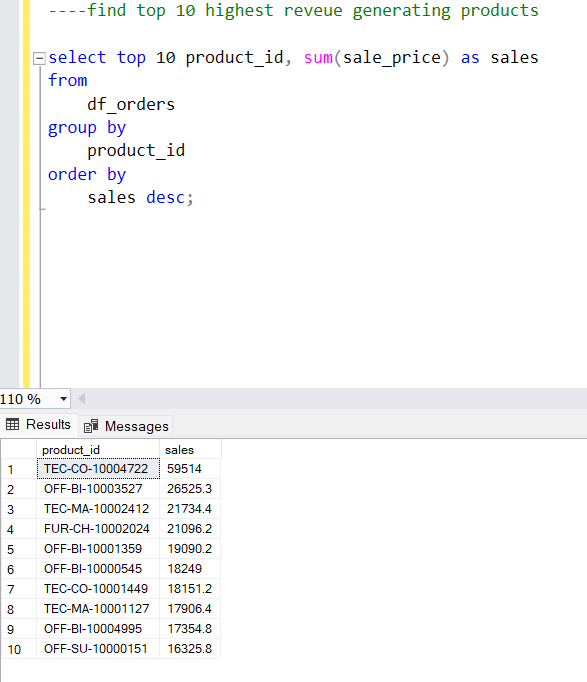 ----find top 10 highest reveue generating products
select top 10 product_id, sum(sale_price) as sales
from
df_orders
group by
product_id
order by
sales desc;
110 %
Results Messages
product_id sales
1 TEC-CO-10004722 59514
2 OFF-BI-10003527 26525.3
3 TEC-MA-10002412 21734.4
4 FUR-CH-10002024 21096.2
5 OFF-BI-10001359 19090.2
6 OFF-BI-10000545 18249
7 TEC-CO-10001449 18151.2
8 TEC-MA-10001127 17906.4
9 OFF-BI-10004995 17354.8
10 OFF-SU-10000151 16325.8